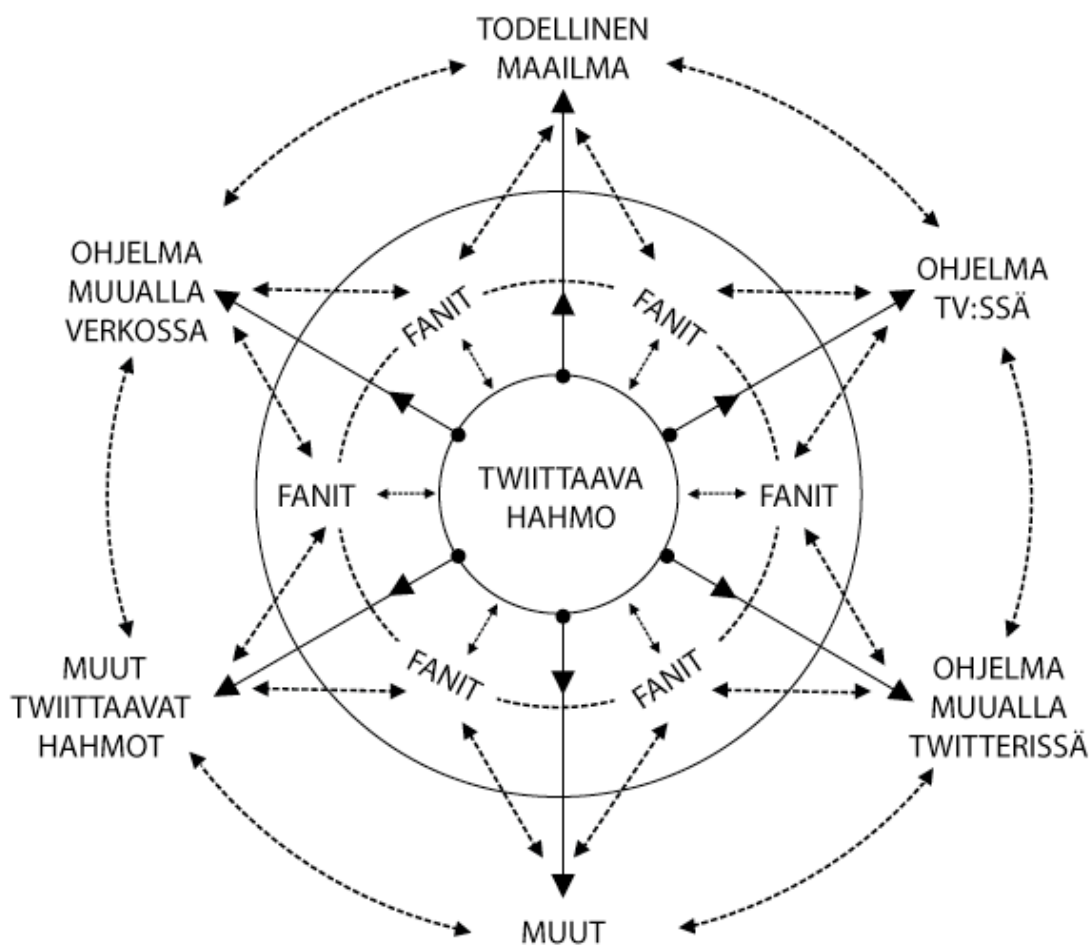 TODELLINEN
MAAILMA
OHJELMA
MUUALLA
VERKOSSA
OHJELMA
TV:SSÄ
FANIT
FANIT
FANIT
TWIITTAAVA
HAHMO
FANIT
FANIT
FANIT
MUUT
TWIITTAAVAT
HAHMOT
OHJELMA
MUUALLA
TWITTERISSÄ
MUUT